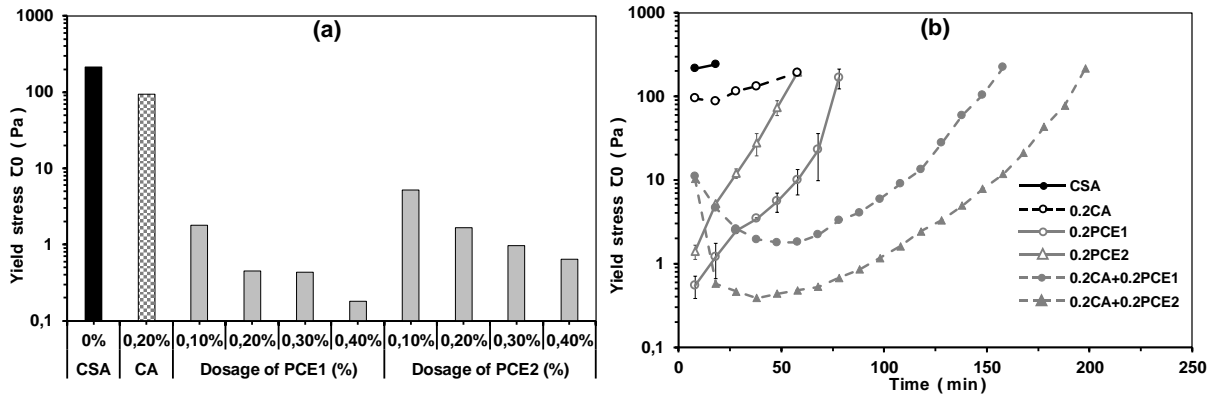 (a)
Yield stress τ0 ( Pa )
1000
100
10
1
0,1
0% 0,20% 0,10% 0,20% 0,30% 0,40% 0,10% 0,20% 0,30% 0,40%
CSA CA Dosage of PCE1 (%) Dosage of PCE2 (%)
(b)
Yield stress τ0 ( Pa )
1000
100
10
1
0,1
0 50 100 150 200 250
Time ( min )
CSA
0.2CA
0.2PCE1
0.2PCE2
0.2CA+0.2PCE1
0.2CA+0.2PCE2